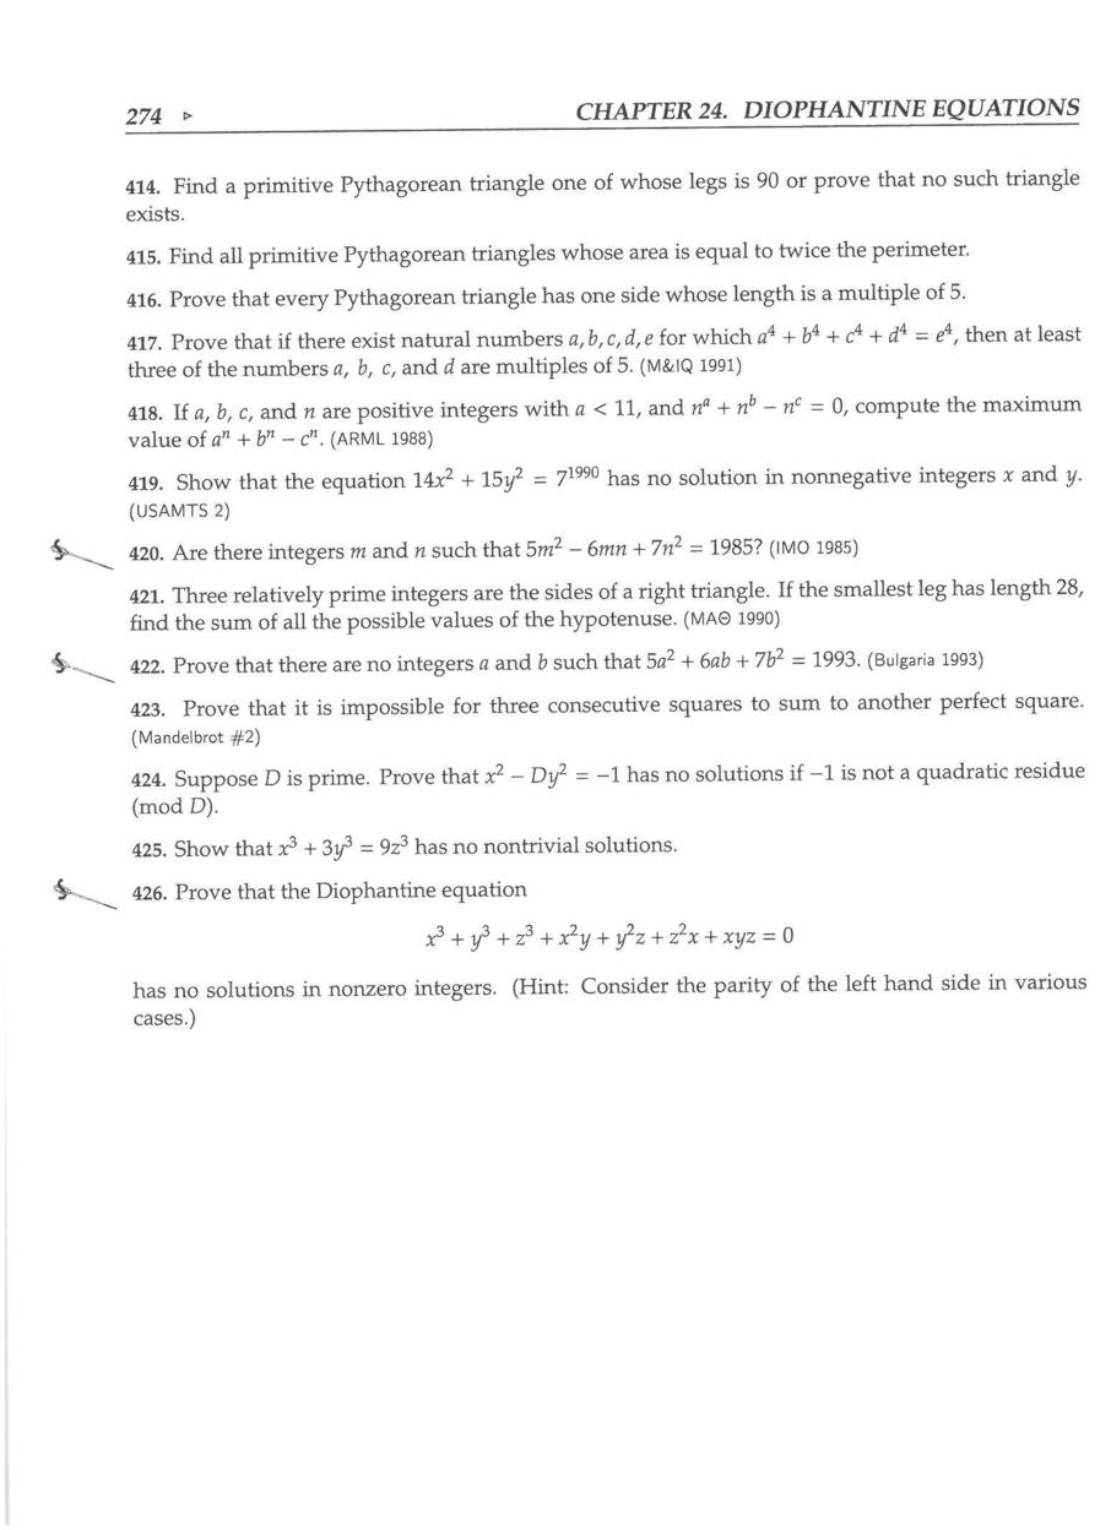 274 ▹ CHAPTER 24. DIOPHANTINE EQUATIONS
414. Find a primitive Pythagorean triangle one of whose legs is 90 or prove that no such triangle
exists.
415. Find all primitive Pythagorean triangles whose area is equal to twice the perimeter.
416. Prove that every Pythagorean triangle has one side whose length is a multiple of 5.
417. Prove that if there exist natural numbers a, b, c, d, e for which a⁴ + b⁴ + c⁴ + d⁴ = e⁴, then at least
three of the numbers a, b, c, and d are multiples of 5. (M&IQ 1991)
418. If a, b, c, and n are positive integers with a < 11, and nᵃ + nᵇ − nᶜ = 0, compute the maximum
value of aⁿ + bⁿ − cⁿ. (ARML 1988)
419. Show that the equation 14x² + 15y² = 7¹⁹⁹⁰ has no solution in nonnegative integers x and y.
(USAMTS 2)
420. Are there integers m and n such that 5m² − 6mn + 7n² = 1985? (IMO 1985)
421. Three relatively prime integers are the sides of a right triangle. If the smallest leg has length 28,
find the sum of all the possible values of the hypotenuse. (MAΘ 1990)
422. Prove that there are no integers a and b such that 5a² + 6ab + 7b² = 1993. (Bulgaria 1993)
423. Prove that it is impossible for three consecutive squares to sum to another perfect square.
(Mandelbrot #2)
424. Suppose D is prime. Prove that x² − Dy² = −1 has no solutions if −1 is not a quadratic residue
(mod D).
425. Show that x³ + 3y³ = 9z³ has no nontrivial solutions.
426. Prove that the Diophantine equation
x³ + y³ + z³ + x²y + y²z + z²x + xyz = 0
has no solutions in nonzero integers. (Hint: Consider the parity of the left hand side in various
cases.)